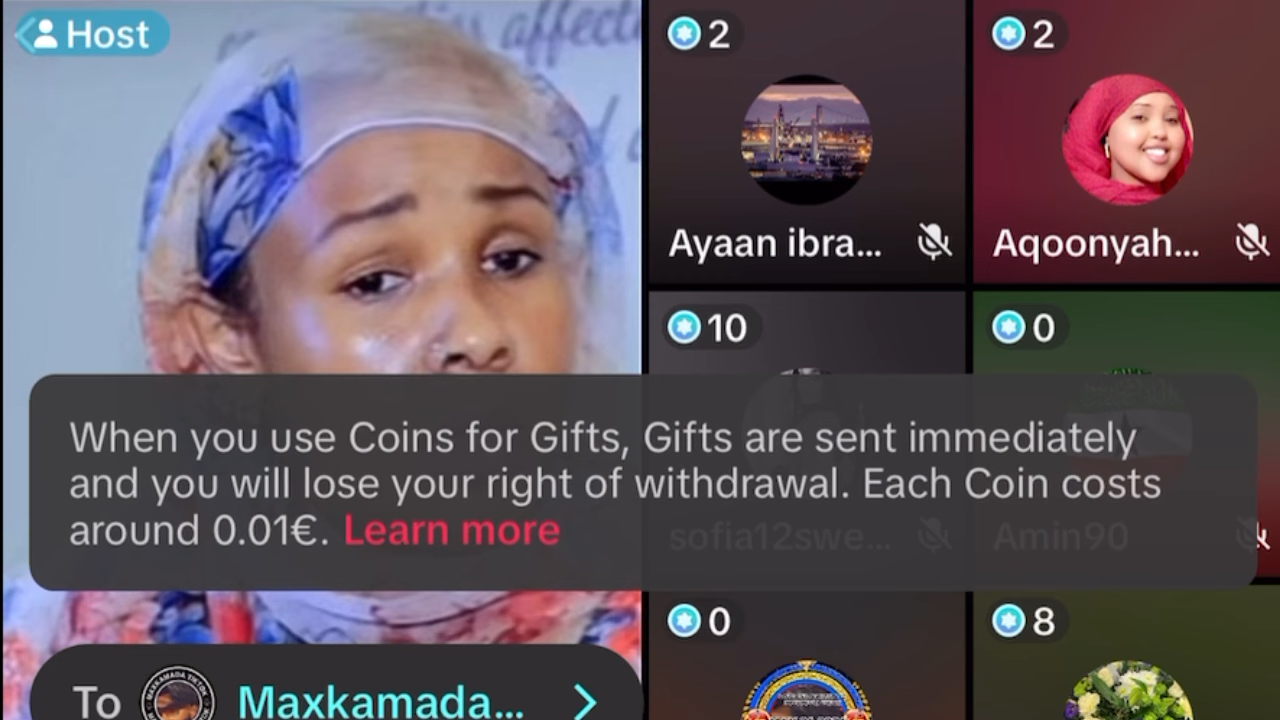 Host
affect
2
Ayaan ibra...
2
Aqoonyah...
10
sofia12swe...
0
Amin90
When you use Coins for Gifts, Gifts are sent immediately
and you will lose your right of withdrawal. Each Coin costs
around 0.01€. Learn more
0
8
To Maxkamada... >